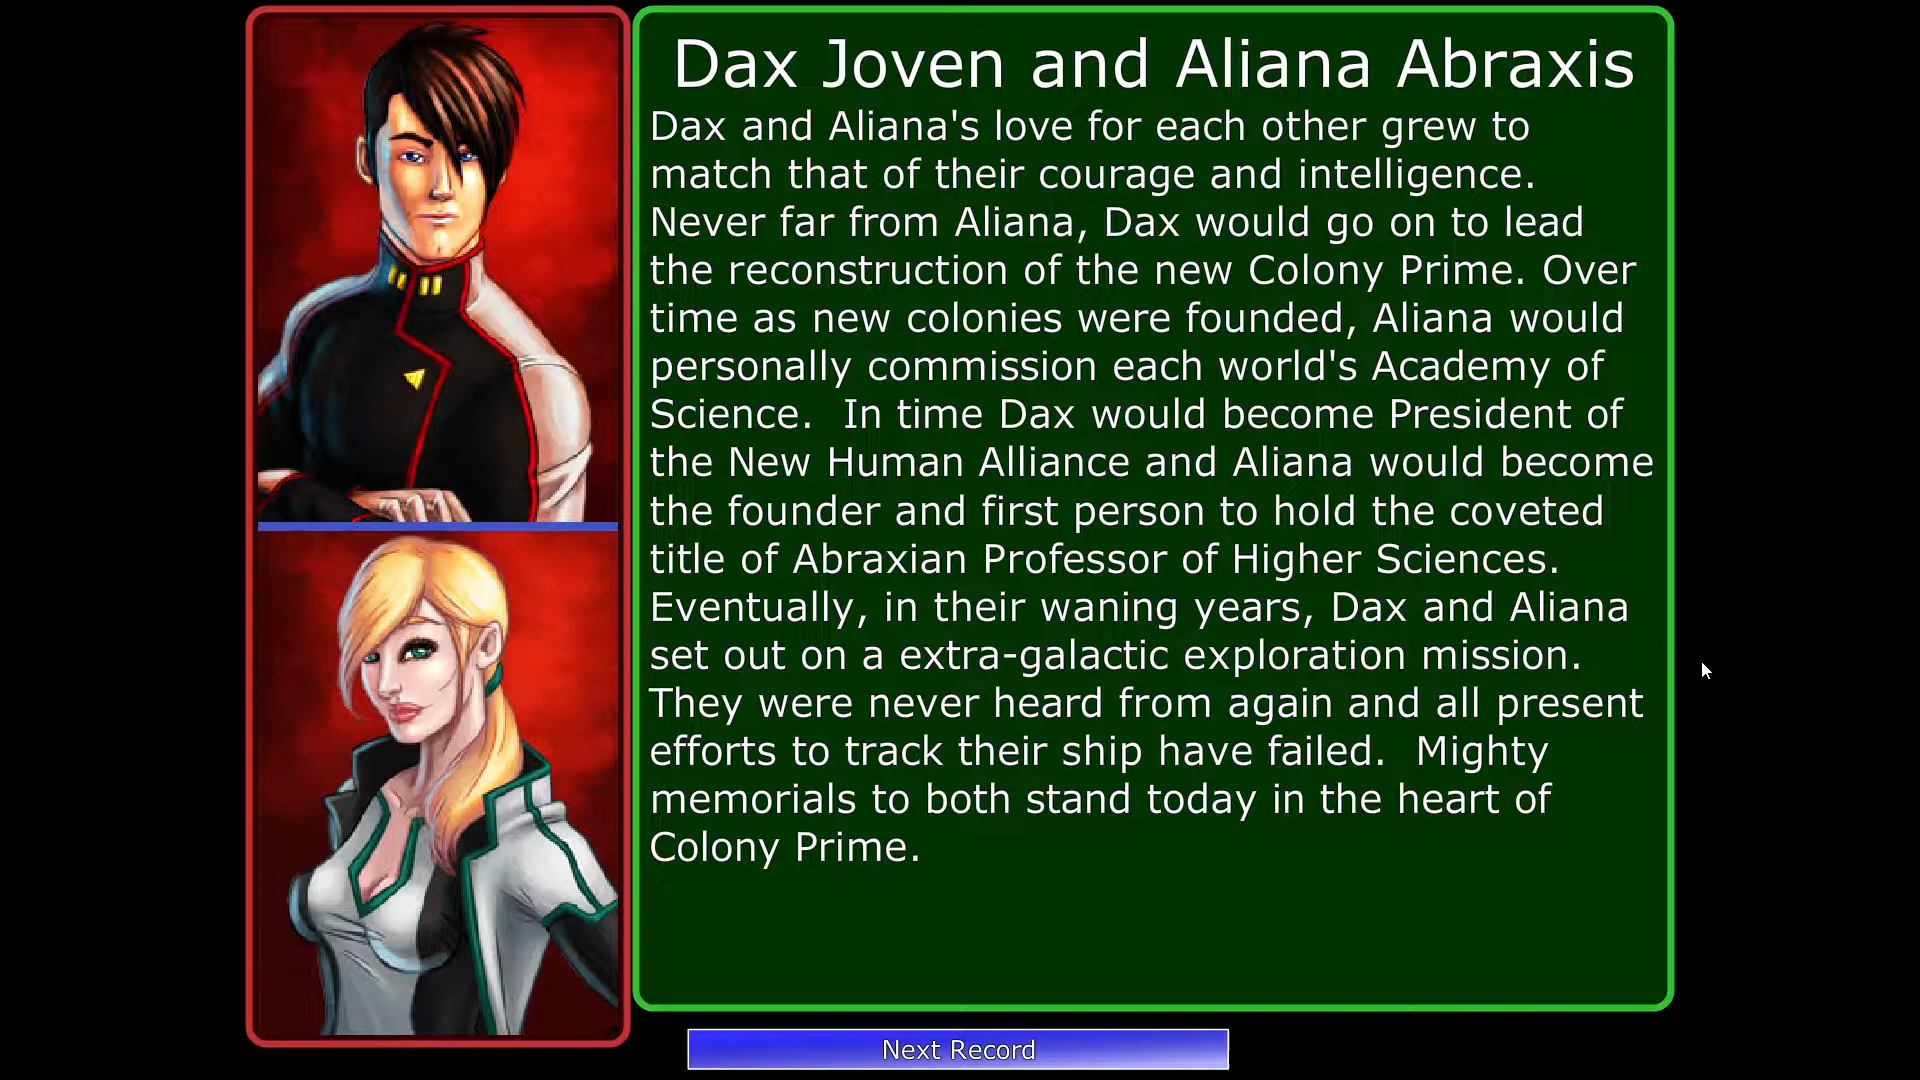 Dax Joven and Aliana Abraxis
Dax and Aliana's love for each other grew to
match that of their courage and intelligence.
Never far from Aliana, Dax would go on to lead
the reconstruction of the new Colony Prime. Over
time as new colonies were founded, Aliana would
personally commission each world's Academy of
Science.  In time Dax would become President of
the New Human Alliance and Aliana would become
the founder and first person to hold the coveted
title of Abraxian Professor of Higher Sciences.
Eventually, in their waning years, Dax and Aliana
set out on a extra-galactic exploration mission.
They were never heard from again and all present
efforts to track their ship have failed.  Mighty
memorials to both stand today in the heart of
Colony Prime.
Next Record